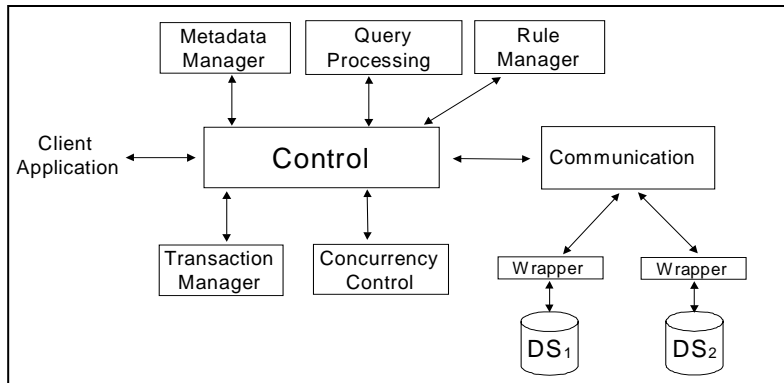 Metadata
Manager
Query
Processing
Rule
Manager
Client
Application
Control
Communication
Transaction
Manager
Concurrency
Control
Wrapper
Wrapper
DS1
DS2